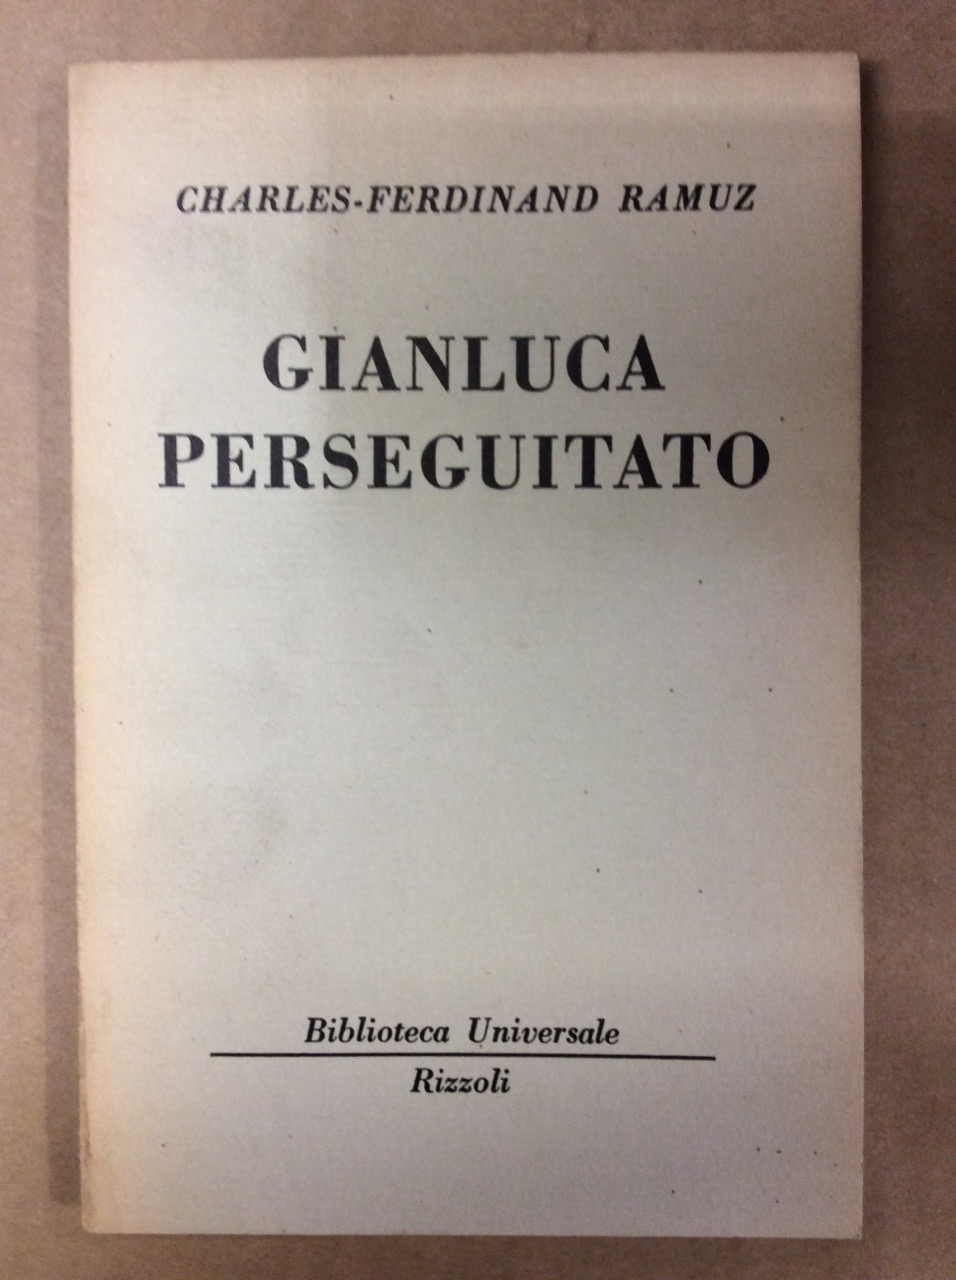 CHARLES-FERDINAND RAMUZ
GIANLUCA
PERSEGUITATO
Biblioteca Universale
Rizzoli